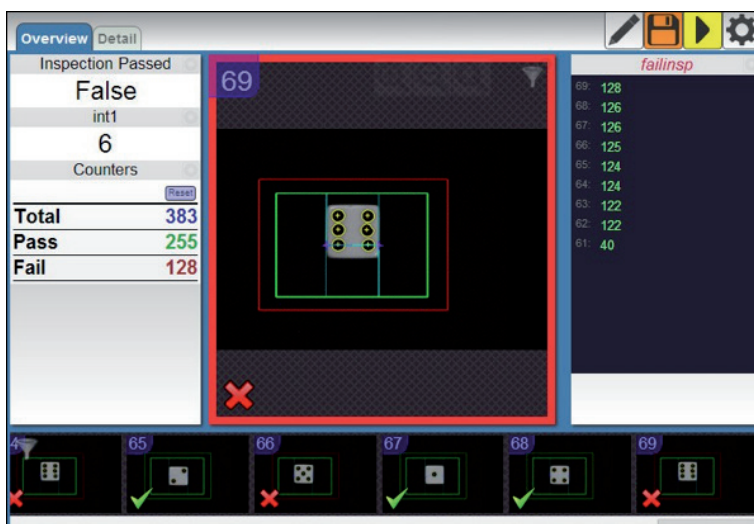 Overview Detail
Inspection Passed
False
int1
6
Counters
Reset
Total 383
Pass 255
Fail 128
69
failinsp
69: 128
68: 126
67: 126
66: 125
65: 124
64: 124
63: 122
62: 122
61: 40
4 65 66 67 68 69